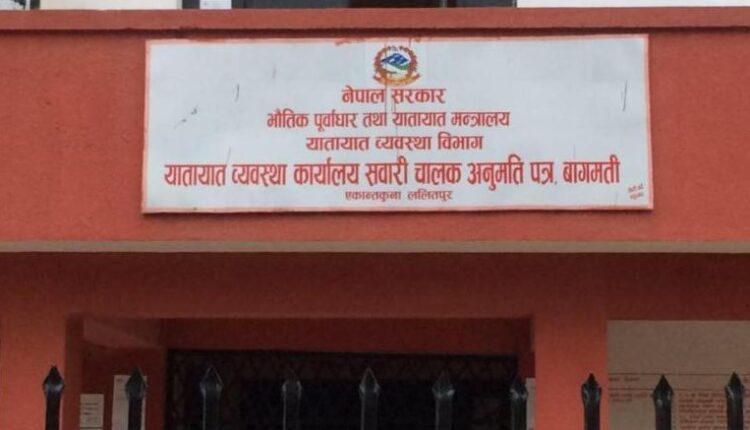 नेपाल सरकार
भौतिक पूर्वाधार तथा यातायात मन्त्रालय
यातायात व्यवस्था विभाग
यातायात व्यवस्था कार्यालय सवारी चालक अनुमति पत्र, बागमती
एकान्तकुना ललितपुर